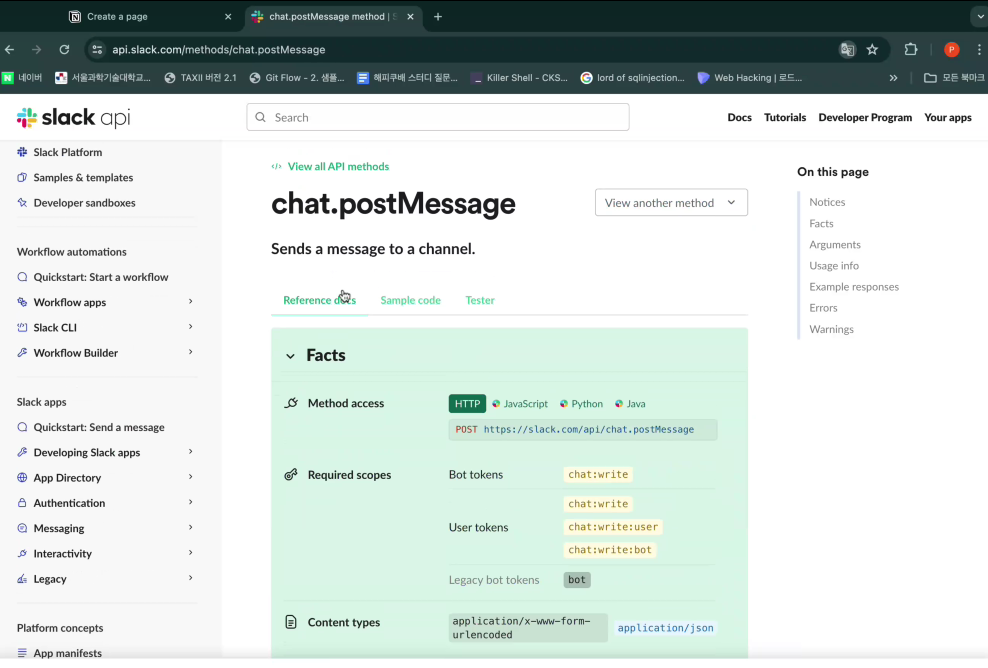 Create a page
chat.postMessage method | S
api.slack.com/methods/chat.postMessage
네이버
서울과학기술대학교...
TAXII 버전 2.1
Git Flow - 2. 샘플...
해피쿠배 스터디 질문...
Killer Shell - CKS...
lord of sqlinjection...
Web Hacking | 로드...
모든 북마크
slack api
Search
Docs
Tutorials
Developer Program
Your apps
Slack Platform
Samples & templates
Developer sandboxes
Workflow automations
Quickstart: Start a workflow
Workflow apps
Slack CLI
Workflow Builder
Slack apps
Quickstart: Send a message
Developing Slack apps
App Directory
Authentication
Messaging
Interactivity
Legacy
Platform concepts
App manifests
View all API methods
chat.postMessage
View another method
Sends a message to a channel.
Reference docs
Sample code
Tester
Facts
Method access
HTTP
JavaScript
Python
Java
POST https://slack.com/api/chat.postMessage
Required scopes
Bot tokens
chat:write
User tokens
chat:write
chat:write:user
chat:write:bot
Legacy bot tokens
bot
Content types
application/x-www-form-
urlencoded
application/json
On this page
Notices
Facts
Arguments
Usage info
Example responses
Errors
Warnings